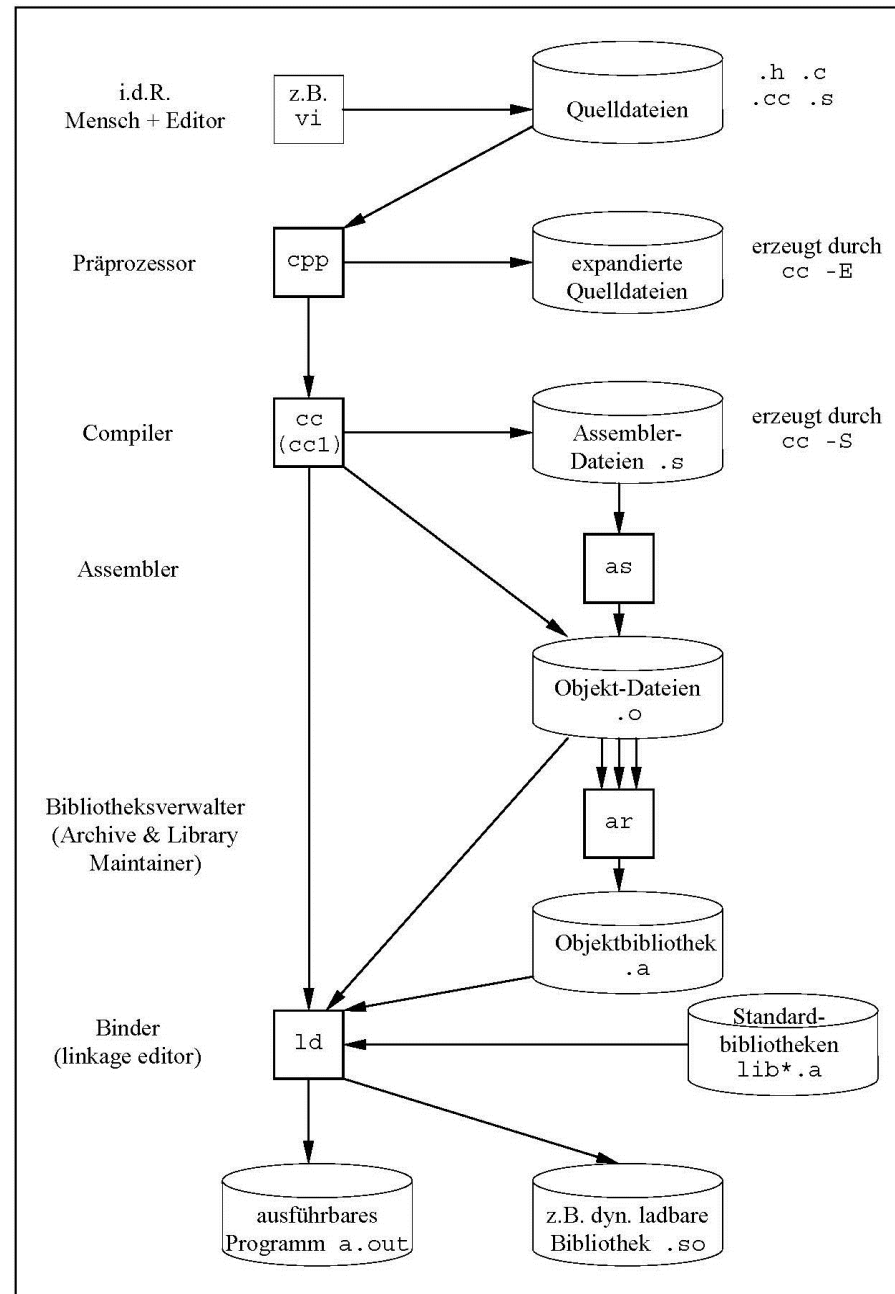 i.d.R.
Mensch + Editor
z.B.
vi
Quelldateien
.h .c
.cc .s
Präprozessor
cpp
expandierte
Quelldateien
erzeugt durch
cc -E
Compiler
cc
(cc1)
Assembler-
Dateien .s
erzeugt durch
cc -S
Assembler
as
Objekt-Dateien
.o
Bibliotheksverwalter
(Archive & Library
Maintainer)
ar
Objektbibliothek
.a
Binder
(linkage editor)
ld
Standard-
bibliotheken
lib*.a
ausführbares
Programm a.out
z.B. dyn. ladbare
Bibliothek .so